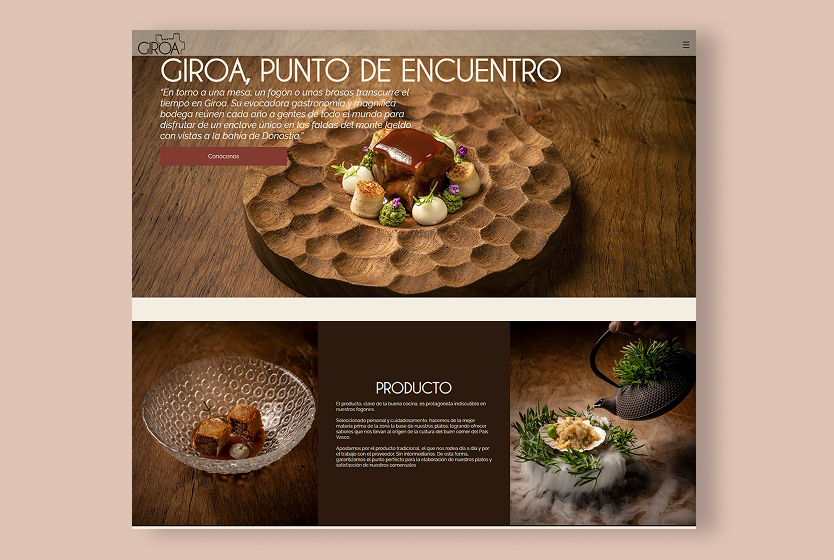 GIROA
GIROA, PUNTO DE ENCUENTRO
"En torno a una mesa, un fogón o unas brasas transcurre el
tiempo en Giroa. Su evocadora gastronomía y magnífica
bodega reúnen cada año a gentes de todo el mundo para
disfrutar de un enclave único en las faldas del monte Igeldo
con vistas a la bahía de Donostia."
Conócenos
PRODUCTO
El producto, clave de la buena cocina, es protagonista indiscutible en
nuestros fogones.
Seleccionado personal y cuidadosamente, hacemos de la mejor
materia prima de la zona la base de nuestros platos; logrando ofrecer
sabores que nos llevan al origen de la cultura del buen comer del País
Vasco.
Apostamos por el producto tradicional, el que nos rodea día a día y por
el trabajo con el proveedor. Sin intermediarios. De esta forma,
garantizamos el punto perfecto para la elaboración de nuestros platos y
satisfacción de nuestros comensales